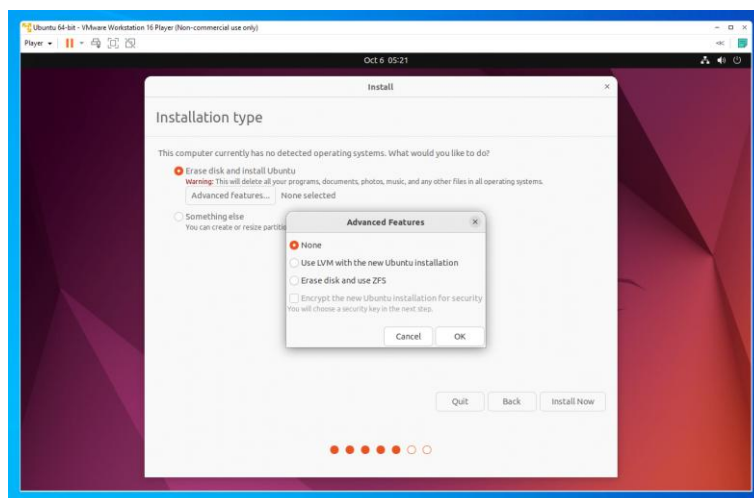 Ubuntu 64-bit - VMware Workstation 16 Player (Non-commercial use only)
Player
Oct 6 05:21
Install
Installation type
This computer currently has no detected operating systems. What would you like to do?
Erase disk and install Ubuntu
Warning: This will delete all your programs, documents, photos, music, and any other files in all operating systems.
Advanced features... None selected
Something else
You can create or resize partitio
Advanced Features
None
Use LVM with the new Ubuntu installation
Erase disk and use ZFS
Encrypt the new Ubuntu installation for security
You will choose a security key in the next step.
Cancel OK
Quit Back Install Now